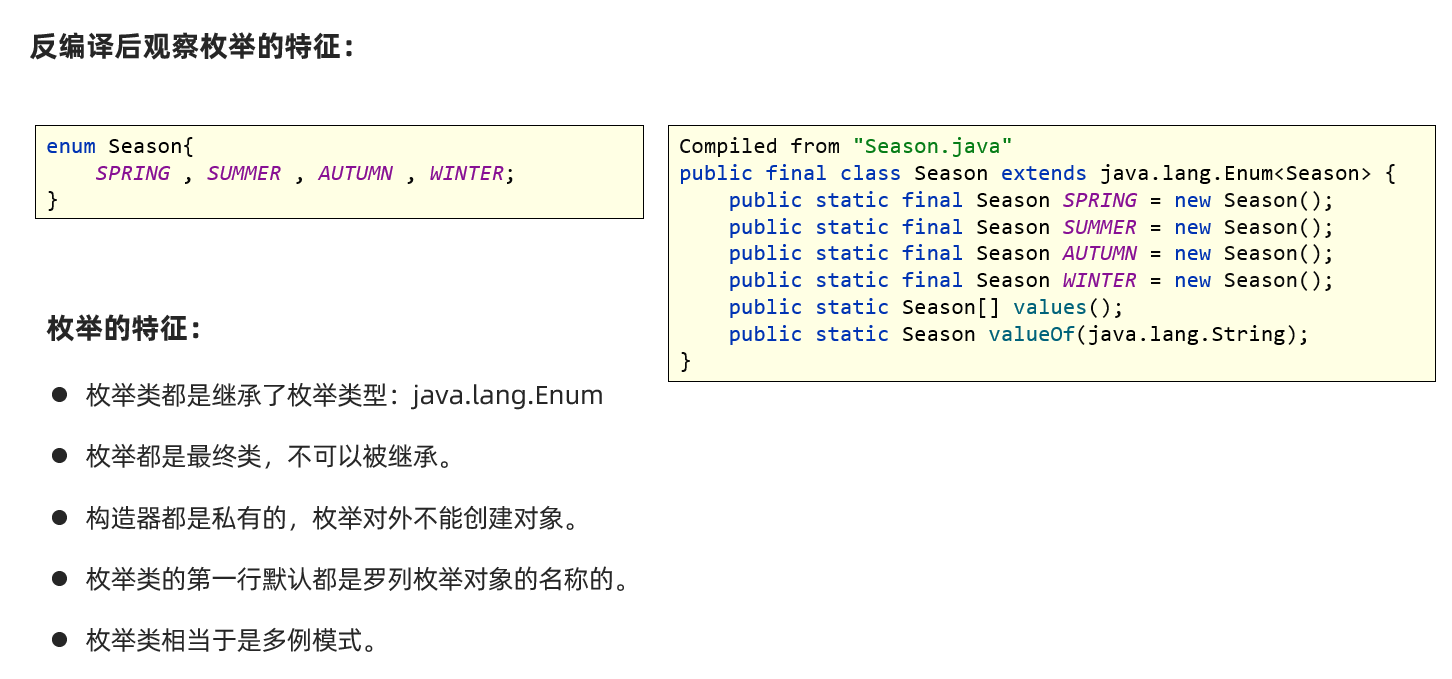 反编译后观察枚举的特征：
enum Season{
    SPRING , SUMMER , AUTUMN , WINTER;
}
枚举的特征：
● 枚举类都是继承了枚举类型：java.lang.Enum
● 枚举都是最终类，不可以被继承。
● 构造器都是私有的，枚举对外不能创建对象。
● 枚举类的第一行默认都是罗列枚举对象的名称的。
● 枚举类相当于是多例模式。
Compiled from "Season.java"
public final class Season extends java.lang.Enum<Season> {
    public static final Season SPRING = new Season();
    public static final Season SUMMER = new Season();
    public static final Season AUTUMN = new Season();
    public static final Season WINTER = new Season();
    public static Season[] values();
    public static Season valueOf(java.lang.String);
}